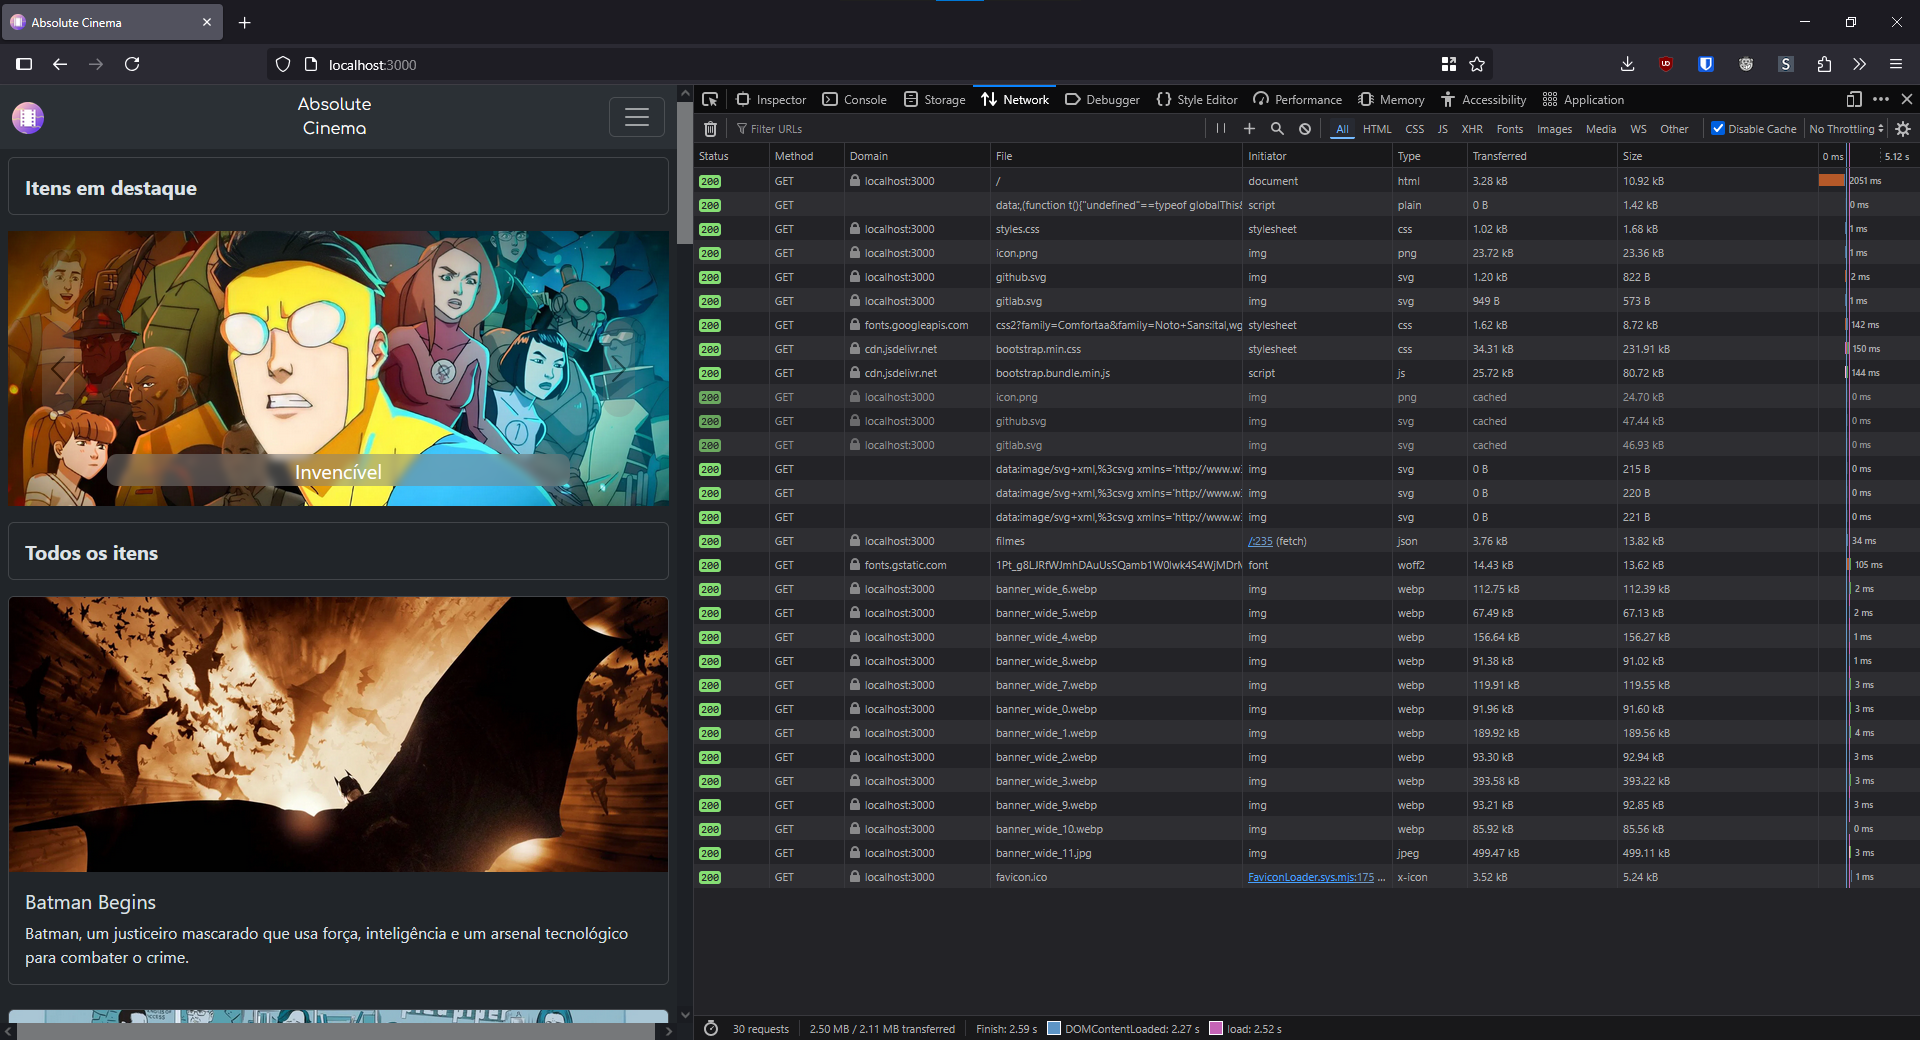 Absolute Cinema
localhost:3000
Absolute
Cinema
Itens em destaque
Invencível
Todos os itens
Batman Begins
Batman, um justiceiro mascarado que usa força, inteligência e um arsenal tecnológico
para combater o crime.
Inspector Console Storage Network Debugger Style Editor Performance Memory Accessibility Application
Filter URLs All HTML CSS JS XHR Fonts Images Media WS Other Disable Cache No Throttling
Status Method Domain File Initiator Type Transferred Size 0 ms 5.12 s
200 GET localhost:3000 / document html 3.28 kB 10.92 kB 2051 ms
200 GET data:,(function t(){"undefined"==typeof globalThis& script plain 0 B 1.42 kB 0 ms
200 GET localhost:3000 styles.css stylesheet css 1.02 kB 1.68 kB 1 ms
200 GET localhost:3000 icon.png img png 23.72 kB 23.36 kB 1 ms
200 GET localhost:3000 github.svg img svg 1.20 kB 822 B 2 ms
200 GET localhost:3000 gitlab.svg img svg 949 B 573 B 1 ms
200 GET fonts.googleapis.com css2?family=Comfortaa&family=Noto+Sans:ital,wg stylesheet css 1.62 kB 8.72 kB 142 ms
200 GET cdn.jsdelivr.net bootstrap.min.css stylesheet css 34.31 kB 231.91 kB 150 ms
200 GET cdn.jsdelivr.net bootstrap.bundle.min.js script js 25.72 kB 80.72 kB 144 ms
200 GET localhost:3000 icon.png img png cached 24.70 kB 0 ms
200 GET localhost:3000 github.svg img svg cached 47.44 kB 0 ms
200 GET localhost:3000 gitlab.svg img svg cached 46.93 kB 0 ms
200 GET data:image/svg+xml,%3csvg xmlns='http://www.w. img svg 0 B 215 B 0 ms
200 GET data:image/svg+xml,%3csvg xmlns='http://www.w. img svg 0 B 220 B 0 ms
200 GET data:image/svg+xml,%3csvg xmlns='http://www.w. img svg 0 B 221 B 0 ms
200 GET localhost:3000 filmes /:235 (fetch) json 3.76 kB 13.82 kB 34 ms
200 GET fonts.gstatic.com font woff2 14.43 kB 13.62 kB 105 ms
200 GET localhost:3000 banner_wide_6.webp img webp 112.75 kB 112.39 kB 2 ms
200 GET localhost:3000 banner_wide_5.webp img webp 67.49 kB 67.13 kB 2 ms
200 GET localhost:3000 banner_wide_4.webp img webp 156.64 kB 156.27 kB 1 ms
200 GET localhost:3000 banner_wide_8.webp img webp 91.38 kB 91.02 kB 1 ms
200 GET localhost:3000 banner_wide_7.webp img webp 119.91 kB 119.55 kB 3 ms
200 GET localhost:3000 banner_wide_0.webp img webp 91.96 kB 91.60 kB 3 ms
200 GET localhost:3000 banner_wide_1.webp img webp 189.92 kB 189.56 kB 4 ms
200 GET localhost:3000 banner_wide_2.webp img webp 93.30 kB 92.94 kB 3 ms
200 GET localhost:3000 banner_wide_3.webp img webp 393.58 kB 393.22 kB 3 ms
200 GET localhost:3000 banner_wide_9.webp img webp 93.21 kB 92.85 kB 3 ms
200 GET localhost:3000 banner_wide_10.webp img webp 85.92 kB 85.56 kB 0 ms
200 GET localhost:3000 banner_wide_11.jpg img jpeg 499.47 kB 499.11 kB 3 ms
200 GET localhost:3000 favicon.ico FaviconLoader.sys.mjs:175 ... x-icon 3.52 kB 5.24 kB 1 ms
30 requests 2.50 MB / 2.11 MB transferred Finish: 2.59 s DOMContentLoaded: 2.27 s load: 2.52 s